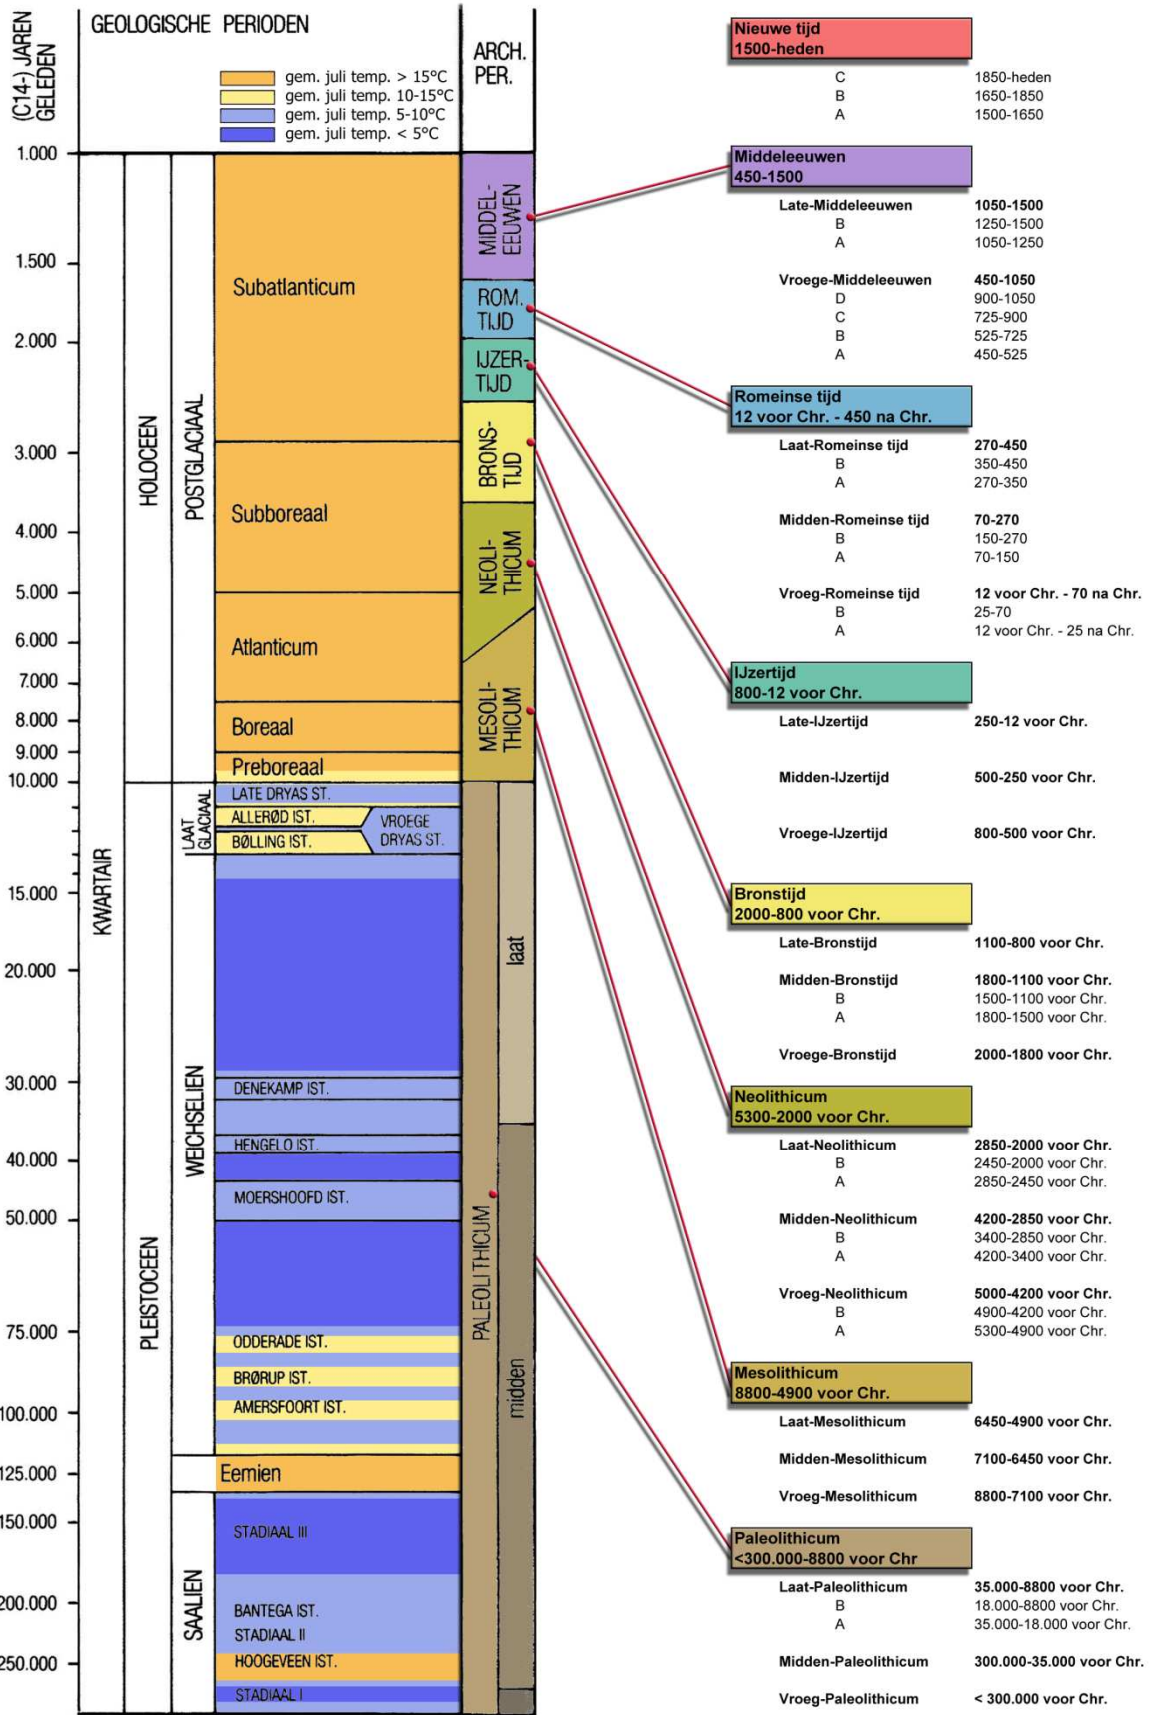 GEOLOGISCHE PERIODEN
(C14-) JAREN
GELEDEN
gem. juli temp. > 15°C
gem. juli temp. 10-15°C
gem. juli temp. 5-10°C
gem. juli temp. < 5°C
ARCH.
PER.
1.000
1.500
2.000
3.000
4.000
5.000
6.000
7.000
8.000
9.000
10.000
15.000
20.000
30.000
40.000
50.000
75.000
100.000
125.000
150.000
200.000
250.000
KWARTAIR
HOLOCEEN
PLEISTOCEEN
POSTGLACIAAL
LAAT
GLACIAAL
WEICHSELIEN
SAALIEN
Subatlanticum
Subboreaal
Atlanticum
Boreaal
Preboreaal
LATE DRYAS ST.
ALLERØD IST.
VROEGE
DRYAS ST.
BØLLING IST.
DENEKAMP IST.
HENGELO IST.
MOERSHOOFD IST.
ODDERADE IST.
BRØRUP IST.
AMERSFOORT IST.
Eemien
STADIAAL III
BANTEGA IST.
STADIAAL II
HOOGEVEEN IST.
STADIAAL I
MIDDEL-
EEUWEN
ROM.
TIJD
IJZER-
TIJD
BRONS-
TIJD
NEOLI-
THICUM
MESOLI-
THICUM
PALEOLITHICUM
laat
midden
Nieuwe tijd
1500-heden
C 1850-heden
B 1650-1850
A 1500-1650
Middeleeuwen
450-1500
Late-Middeleeuwen 1050-1500
B 1250-1500
A 1050-1250
Vroege-Middeleeuwen 450-1050
D 900-1050
C 725-900
B 525-725
A 450-525
Romeinse tijd
12 voor Chr. - 450 na Chr.
Laat-Romeinse tijd 270-450
B 350-450
A 270-350
Midden-Romeinse tijd 70-270
B 150-270
A 70-150
Vroeg-Romeinse tijd 12 voor Chr. - 70 na Chr.
B 25-70
A 12 voor Chr. - 25 na Chr.
IJzertijd
800-12 voor Chr.
Late-IJzertijd 250-12 voor Chr.
Midden-IJzertijd 500-250 voor Chr.
Vroege-IJzertijd 800-500 voor Chr.
Bronstijd
2000-800 voor Chr.
Late-Bronstijd 1100-800 voor Chr.
Midden-Bronstijd 1800-1100 voor Chr.
B 1500-1100 voor Chr.
A 1800-1500 voor Chr.
Vroege-Bronstijd 2000-1800 voor Chr.
Neolithicum
5300-2000 voor Chr.
Laat-Neolithicum 2850-2000 voor Chr.
B 2450-2000 voor Chr.
A 2850-2450 voor Chr.
Midden-Neolithicum 4200-2850 voor Chr.
B 3400-2850 voor Chr.
A 4200-3400 voor Chr.
Vroeg-Neolithicum 5000-4200 voor Chr.
B 4900-4200 voor Chr.
A 5300-4900 voor Chr.
Mesolithicum
8800-4900 voor Chr.
Laat-Mesolithicum 6450-4900 voor Chr.
Midden-Mesolithicum 7100-6450 voor Chr.
Vroeg-Mesolithicum 8800-7100 voor Chr.
Paleolithicum
<300.000-8800 voor Chr
Laat-Paleolithicum 35.000-8800 voor Chr.
B 18.000-8800 voor Chr.
A 35.000-18.000 voor Chr.
Midden-Paleolithicum 300.000-35.000 voor Chr.
Vroeg-Paleolithicum < 300.000 voor Chr.